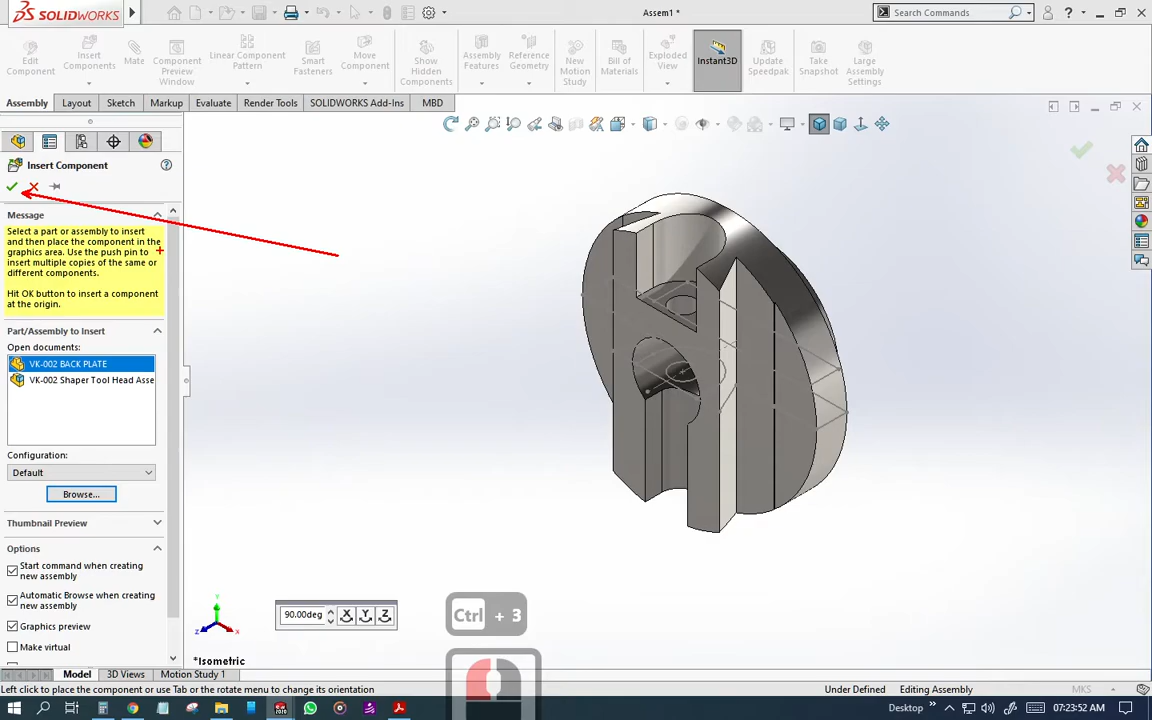 SOLIDWORKS
Assem1 *
Search Commands
?
Edit
Component
Insert
Components
Mate
Component
Preview
Window
Linear Component
Pattern
Smart
Fasteners
Move
Component
Show
Hidden
Components
Assembly
Features
Reference
Geometry
New
Motion
Study
Bill of
Materials
Exploded
View
Instant3D
Update
Speedpak
Take
Snapshot
Large
Assembly
Settings
Assembly
Layout
Sketch
Markup
Evaluate
Render Tools
SOLIDWORKS Add-Ins
MBD
Insert Component
?
Message
Select a part or assembly to insert
and then place the component in the
graphics area. Use the push pin to
insert multiple copies of the same or
different components.
Hit OK button to insert a component
at the origin.
Part/Assembly to Insert
Open documents:
VK-002 BACK PLATE
VK-002 Shaper Tool Head Asse
Configuration:
Default
Browse...
Thumbnail Preview
Options
Start command when creating
new assembly
Automatic Browse when creating
new assembly
Graphics preview
Make virtual
Y
Z
X
90.00deg
X
Y
Z
Ctrl + 3
*Isometric
Model
3D Views
Motion Study 1
Left click to place the component or use Tab or the rotate menu to change its orientation
Under Defined
Editing Assembly
MKS
Desktop
07:23:52 AM